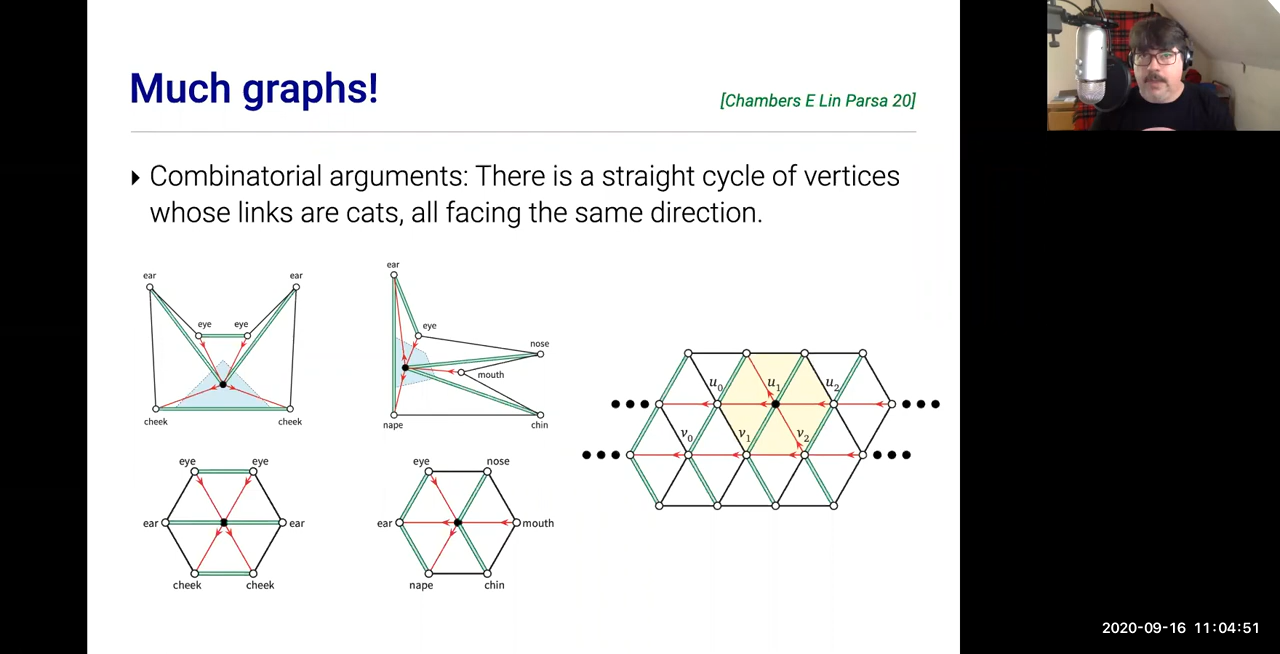 Much graphs!
[Chambers E Lin Parsa 20]
Combinatorial arguments: There is a straight cycle of vertices
whose links are cats, all facing the same direction.
ear ear
eye eye
cheek cheek
ear
eye
nose
mouth
nape chin
u0 u1 u2
v0 v1 v2
eye eye
ear ear
cheek cheek
eye nose
ear mouth
nape chin
2020-09-16 11:04:51